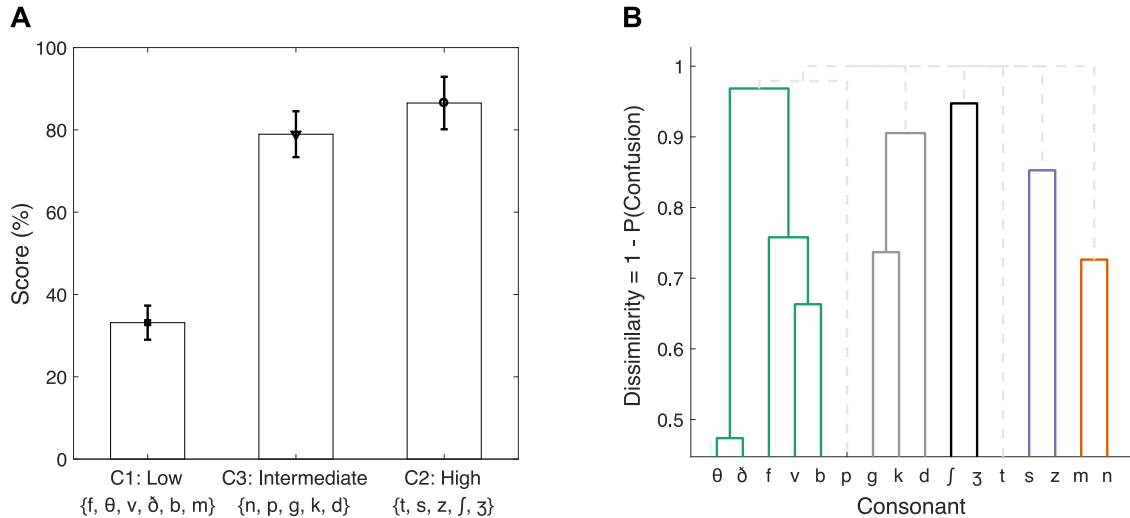 A
Score (%)
100
80
60
40
20
0
C1: Low
{f, θ, v, ð, b, m}
C3: Intermediate
{n, p, g, k, d}
C2: High
{t, s, z, ʃ, ʒ}
B
Dissimilarity = 1 - P(Confusion)
1
0.9
0.8
0.7
0.6
0.5
θ ð f v b p g k d ʃ ʒ t s z m n
Consonant